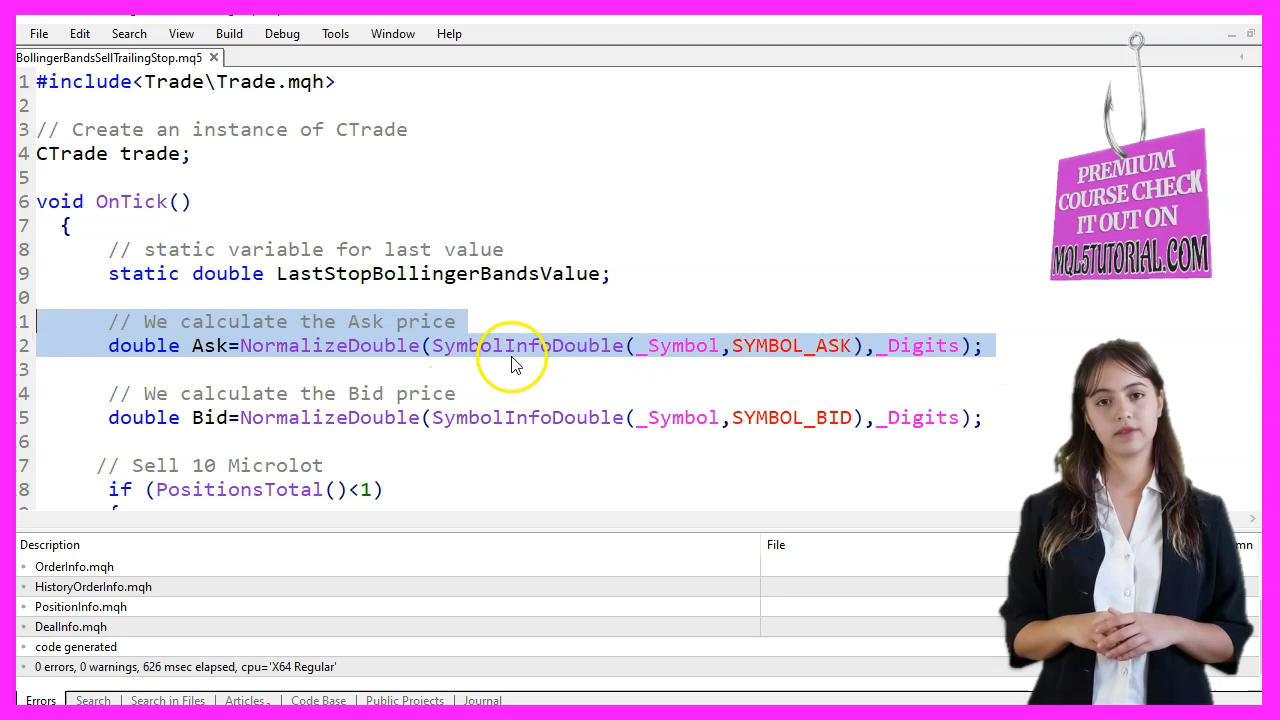 File Edit Search View Build Debug Tools Window Help
BollingerBandsSellTrailingStop.mq5
1 #include<Trade\Trade.mqh>
2
3 // Create an instance of CTrade
4 CTrade trade;
5
6 void OnTick()
7 {
8 // static variable for last value
9 static double LastStopBollingerBandsValue;
0
1 // We calculate the Ask price
2 double Ask=NormalizeDouble(SymbolInfoDouble(_Symbol,SYMBOL_ASK),_Digits);
3
4 // We calculate the Bid price
5 double Bid=NormalizeDouble(SymbolInfoDouble(_Symbol,SYMBOL_BID),_Digits);
6
7 // Sell 10 Microlot
8 if (PositionsTotal()<1)
PREMIUM
COURSE CHECK
IT OUT ON
MQL5TUTORIAL.COM
Description File mn
OrderInfo.mqh
HistoryOrderInfo.mqh
PositionInfo.mqh
DealInfo.mqh
code generated
0 errors, 0 warnings, 626 msec elapsed, cpu='X64 Regular'
Errors Search Search in Files Articles Code Base Public Projects Journal